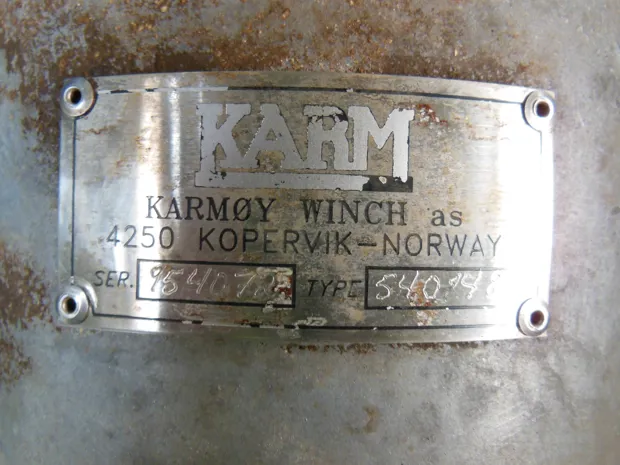 KARM
KARMØY WINCH as
4250 KOPERVIK-NORWAY
SER. TYPE